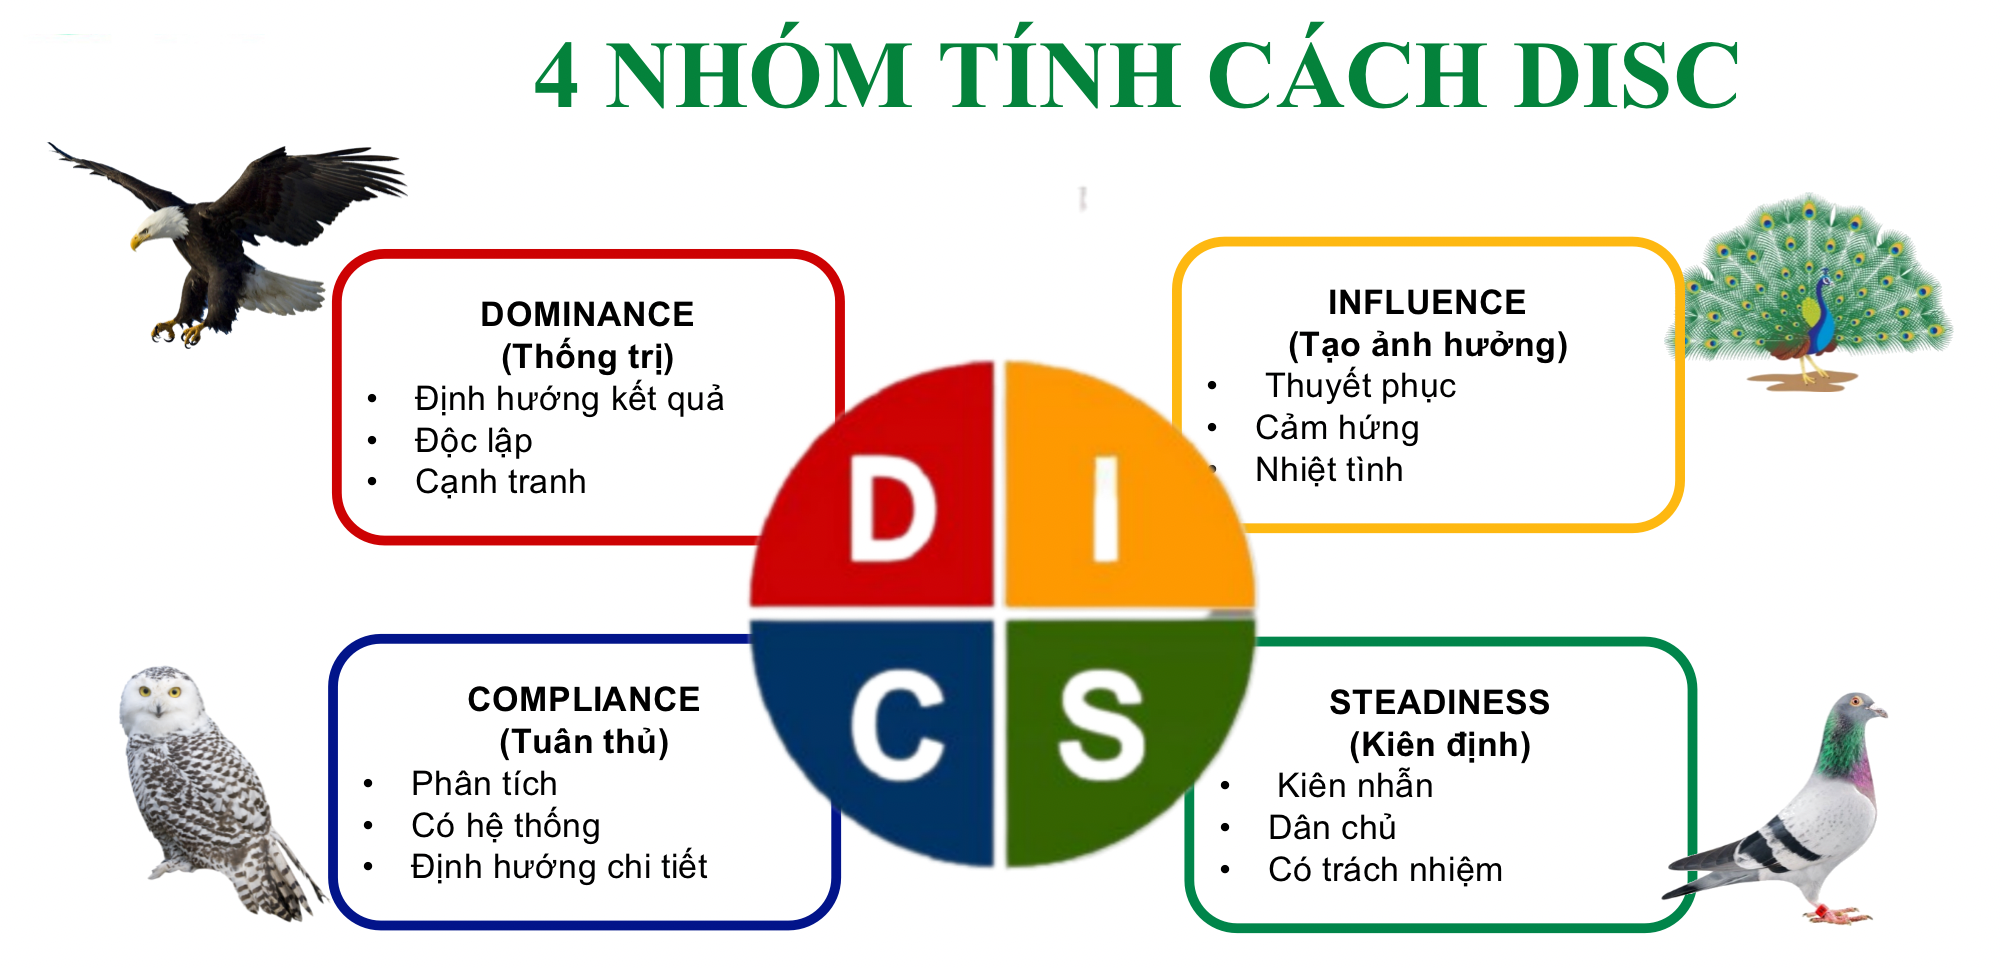 4 NHÓM TÍNH CÁCH DISC
DOMINANCE
(Thống trị)
• Định hướng kết quả
• Độc lập
• Cạnh tranh
INFLUENCE
(Tạo ảnh hưởng)
• Thuyết phục
• Cảm hứng
• Nhiệt tình
D I
C S
COMPLIANCE
(Tuân thủ)
• Phân tích
• Có hệ thống
• Định hướng chi tiết
STEADINESS
(Kiên định)
• Kiên nhẫn
• Dân chủ
• Có trách nhiệm